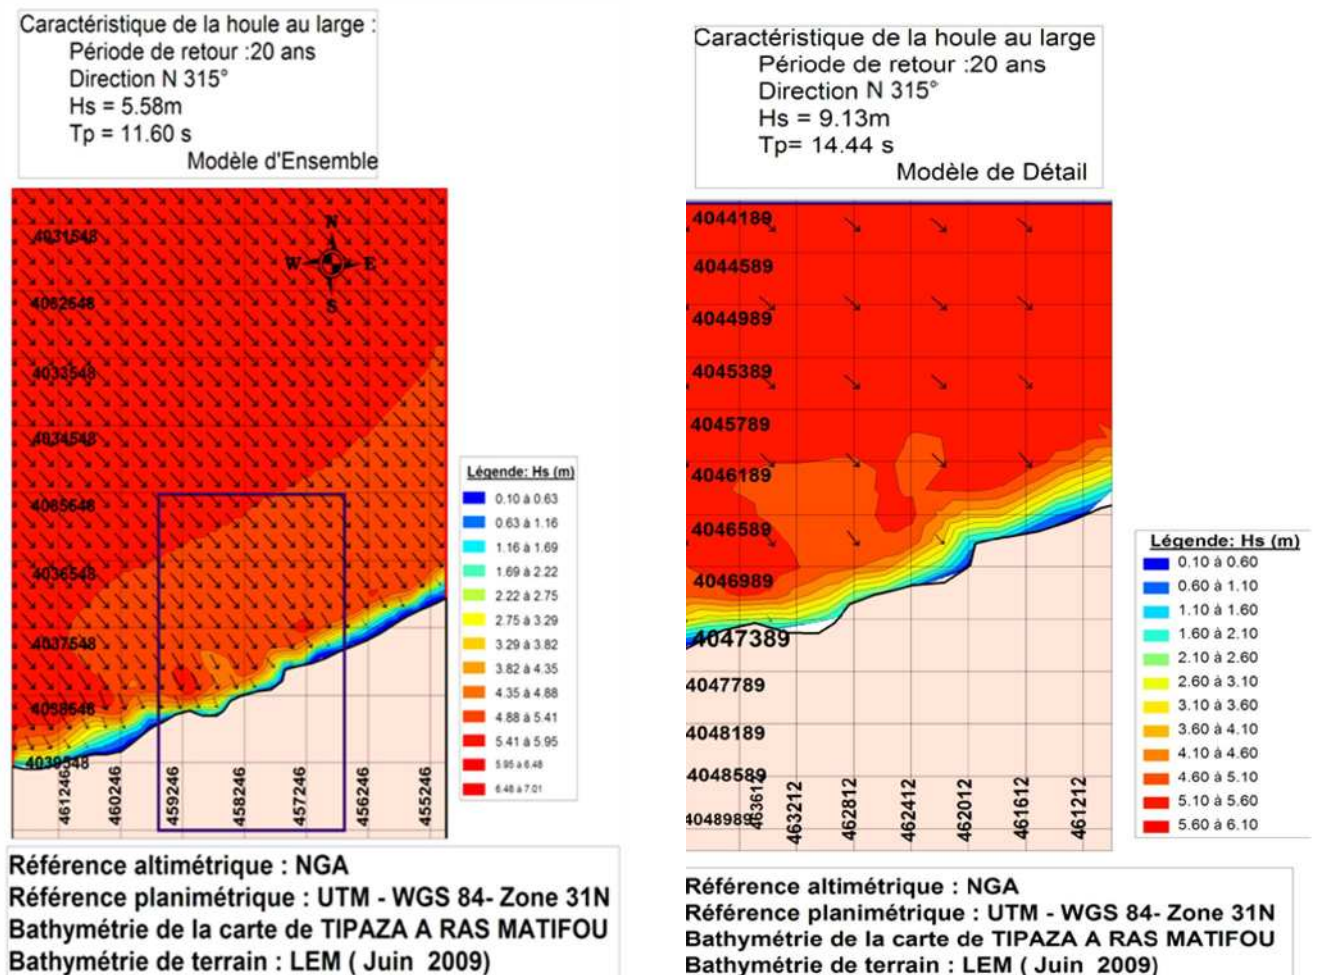 Caractéristique de la houle au large :
Période de retour :20 ans
Direction N 315°
Hs = 5.58m
Tp = 11.60 s
Modèle d'Ensemble
N
W E
S
4031548
4032548
4033548
4034548
4035548
4036548
4037548
4038548
4039548
461246
460246
459246
458246
457246
456246
455246
Légende: Hs (m)
0.10 à 0.63
0.63 à 1.16
1.16 à 1.69
1.69 à 2.22
2.22 à 2.75
2.75 à 3.29
3.29 à 3.82
3.82 à 4.35
4.35 à 4.88
4.88 à 5.41
5.41 à 5.95
5.95 à 6.48
6.48 à 7.01
Référence altimétrique : NGA
Référence planimétrique : UTM - WGS 84- Zone 31N
Bathymétrie de la carte de TIPAZA A RAS MATIFOU
Bathymétrie de terrain : LEM ( Juin 2009)
Caractéristique de la houle au large
Période de retour :20 ans
Direction N 315°
Hs = 9.13m
Tp= 14.44 s
Modèle de Détail
4044189
4044589
4044989
4045389
4045789
4046189
4046589
4046989
4047389
4047789
4048189
4048589
4048989
463612
463212
462812
462412
462012
461612
461212
Légende: Hs (m)
0.10 à 0.60
0.60 à 1.10
1.10 à 1.60
1.60 à 2.10
2.10 à 2.60
2.60 à 3.10
3.10 à 3.60
3.60 à 4.10
4.10 à 4.60
4.60 à 5.10
5.10 à 5.60
5.60 à 6.10
Référence altimétrique : NGA
Référence planimétrique : UTM - WGS 84- Zone 31N
Bathymétrie de la carte de TIPAZA A RAS MATIFOU
Bathymétrie de terrain : LEM ( Juin 2009)